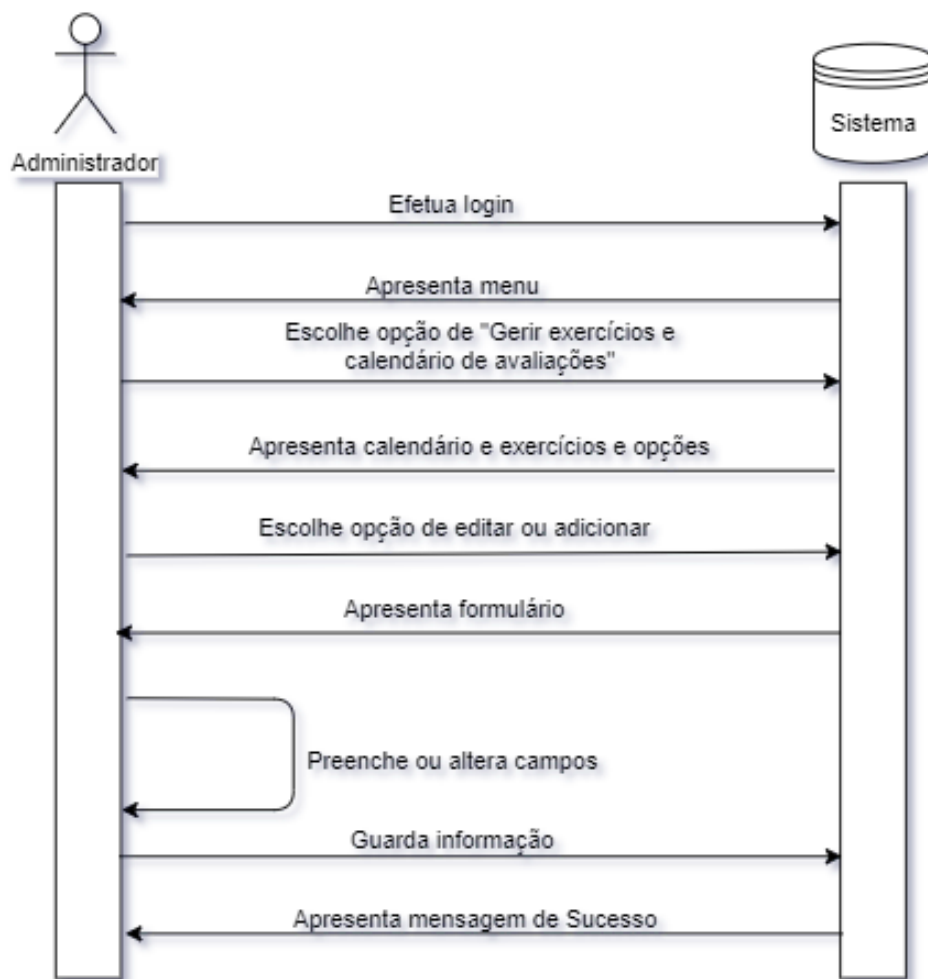 Administrador
Sistema
Efetua login
Apresenta menu
Escolhe opção de "Gerir exercícios e
calendário de avaliações"
Apresenta calendário e exercícios e opções
Escolhe opção de editar ou adicionar
Apresenta formulário
Preenche ou altera campos
Guarda informação
Apresenta mensagem de Sucesso